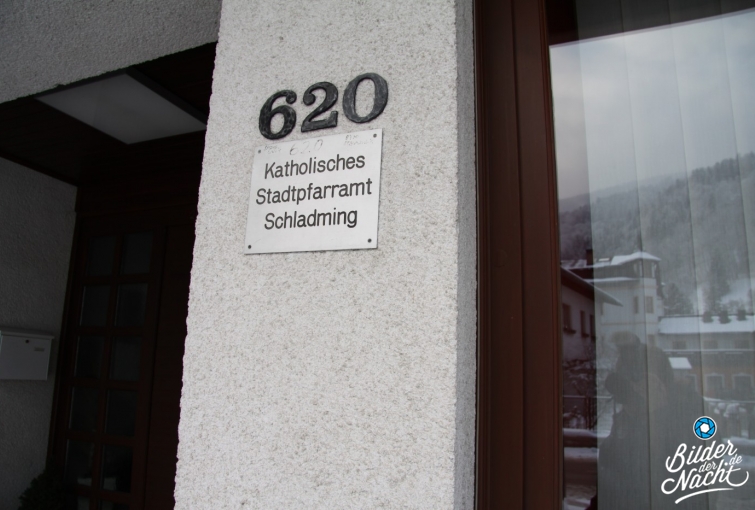 620
Katholisches
Stadtpfarramt
Schladming
Bilder
der
.de
Nacht